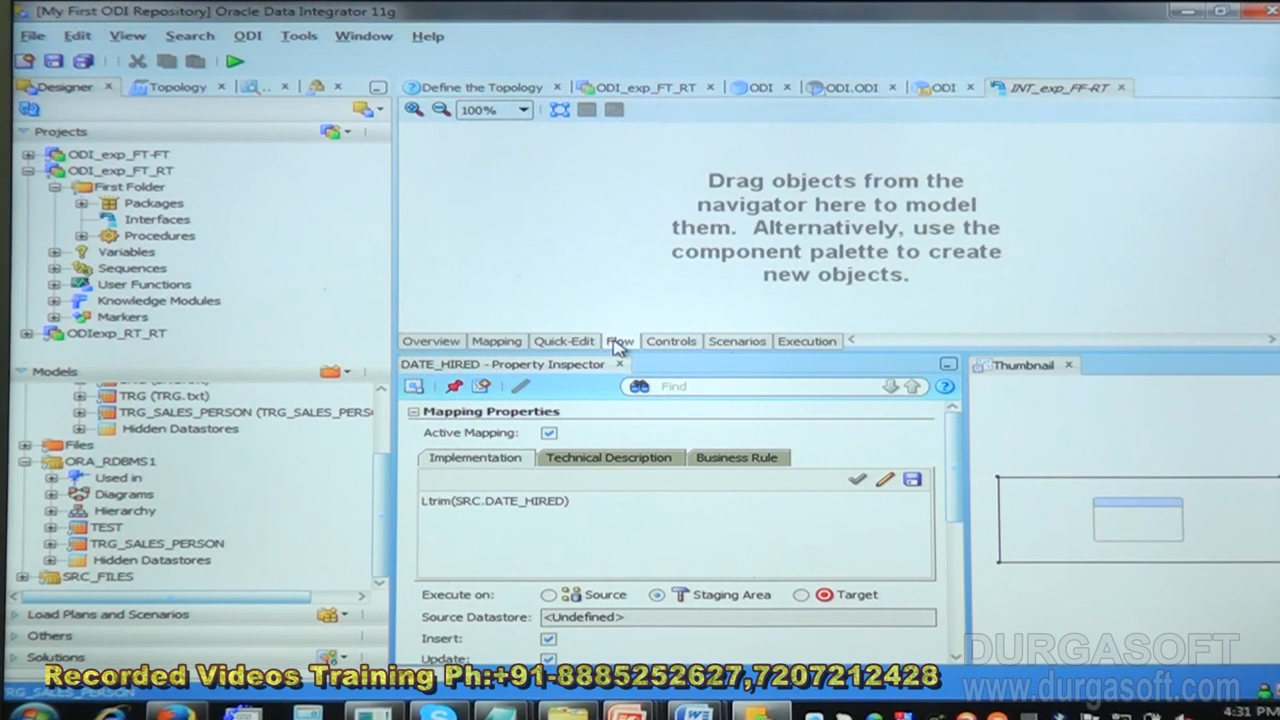 [My First ODI Repository] Oracle Data Integrator 11g
File Edit View Search ODI Tools Window Help
Designer Topology
Define the Topology ODI_exp_FT_RT ODI ODI.ODI ODI INT_exp_FF-RT
100%
Projects
ODI_exp_FT-FT
ODI_exp_FT_RT
First Folder
Packages
Interfaces
Procedures
Variables
Sequences
User Functions
Knowledge Modules
Markers
ODIexp_RT_RT
Drag objects from the
navigator here to model
them. Alternatively, use the
component palette to create
new objects.
Overview Mapping Quick-Edit Flow Controls Scenarios Execution
Models
TRG (TRG.txt)
TRG_SALES_PERSON (TRG_SALES_PERS
Hidden Datastores
Files
ORA_RDBMS1
Used in
Diagrams
Hierarchy
TEST
TRG_SALES_PERSON
Hidden Datastores
SRC_FILES
Load Plans and Scenarios
Others
Solutions
DATE_HIRED - Property Inspector
Find
Mapping Properties
Active Mapping:
Implementation Technical Description Business Rule
Ltrim(SRC.DATE_HIRED)
Execute on: Source Staging Area Target
Source Datastore: <Undefined>
Insert:
Update:
Thumbnail
DURGASOFT
www.durgasoft.com
Recorded Videos Training Ph:+91-8885252627,7207212428
4:31 PM